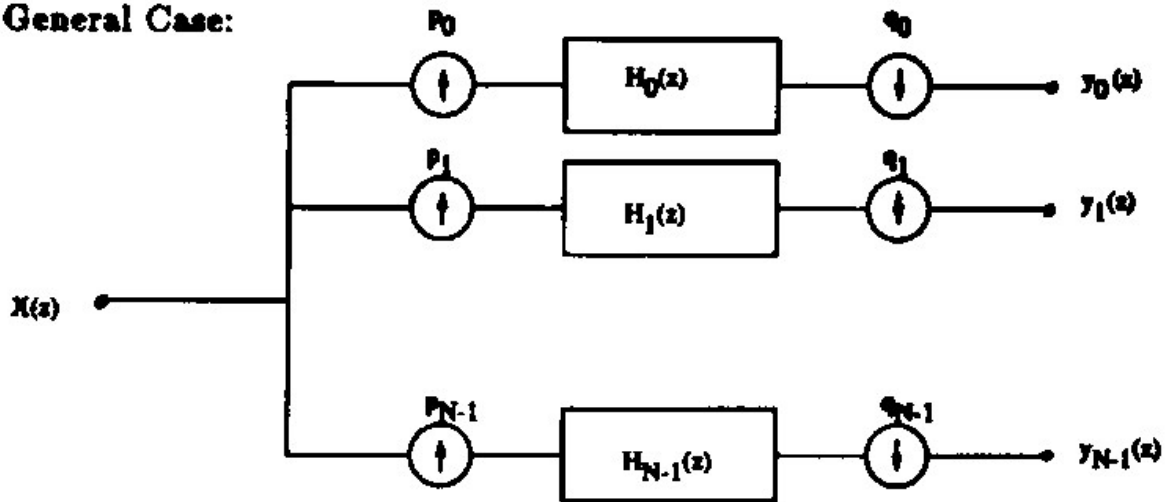 General Case:
p0 q0
H0(z) y0(z)
p1 q1
H1(z) y1(z)
X(z)
pN-1 qN-1
HN-1(z) yN-1(z)